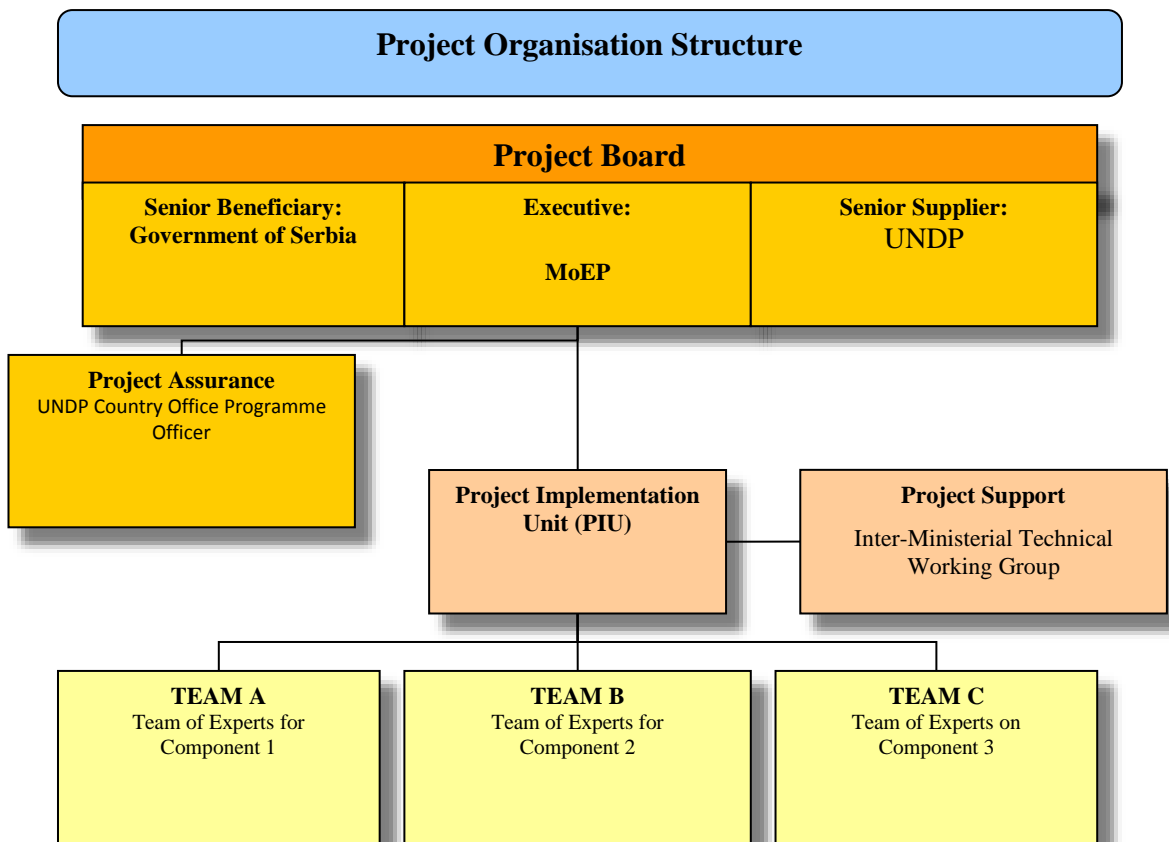 Project Organisation Structure
Project Board
Senior Beneficiary:
Government of Serbia
Executive:
MoEP
Senior Supplier:
UNDP
Project Assurance
UNDP Country Office Programme
Officer
Project Implementation
Unit (PIU)
Project Support
Inter-Ministerial Technical
Working Group
TEAM A
Team of Experts for
Component 1
TEAM B
Team of Experts for
Component 2
TEAM C
Team of Experts on
Component 3